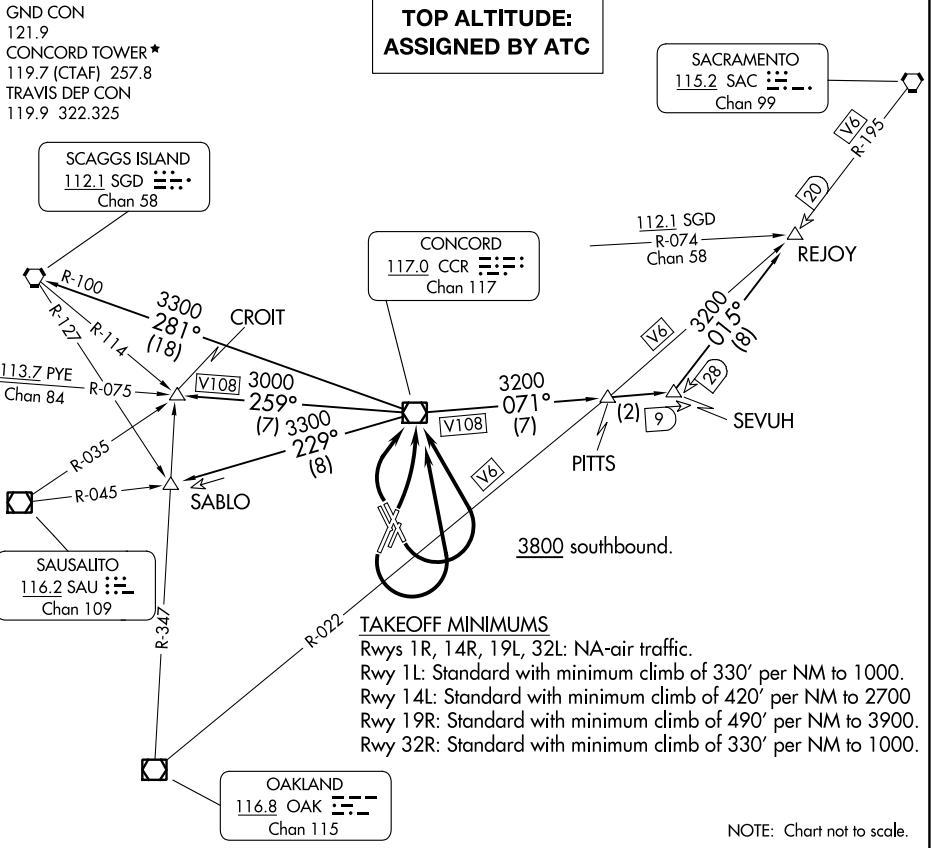 GND CON
121.9
CONCORD TOWER★
119.7 (CTAF) 257.8
TRAVIS DEP CON
119.9 322.325
TOP ALTITUDE:
ASSIGNED BY ATC
SACRAMENTO
115.2 SAC
Chan 99
V6
R-195
20
SCAGGS ISLAND
112.1 SGD
Chan 58
112.1 SGD
R-074
Chan 58
REJOY
CONCORD
117.0 CCR
Chan 117
R-100
R-127
R-114
3300
281°
(18)
CROIT
113.7 PYE
Chan 84
R-075
V108
3000
259°
(7)
3300
229°
(8)
3200
071°
(7)
V108
V6
3200
015°
(8)
28
(2)
9
SEVUH
PITTS
V6
R-035
R-045
SABLO
3800 southbound.
SAUSALITO
116.2 SAU
Chan 109
R-347
R-022
TAKEOFF MINIMUMS
Rwys 1R, 14R, 19L, 32L: NA-air traffic.
Rwy 1L: Standard with minimum climb of 330' per NM to 1000.
Rwy 14L: Standard with minimum climb of 420' per NM to 2700
Rwy 19R: Standard with minimum climb of 490' per NM to 3900.
Rwy 32R: Standard with minimum climb of 330' per NM to 1000.
OAKLAND
116.8 OAK
Chan 115
NOTE: Chart not to scale.